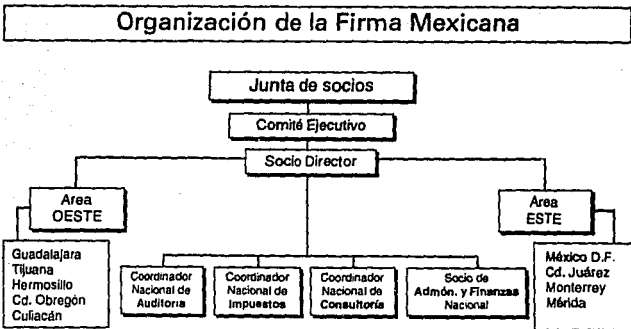 Organización de la Firma Mexicana
Junta de socios
Comité Ejecutivo
Socio Director
Area
OESTE
Area
ESTE
Guadalajara
Tijuana
Hermosillo
Cd. Obregón
Culiacán
Coordinador
Nacional de
Auditoría
Coordinador
Nacional de
Impuestos
Coordinador
Nacional de
Consultoría
Socio de
Admón. y Finanzas
Nacional
México D.F.
Cd. Juárez
Monterrey
Mérida